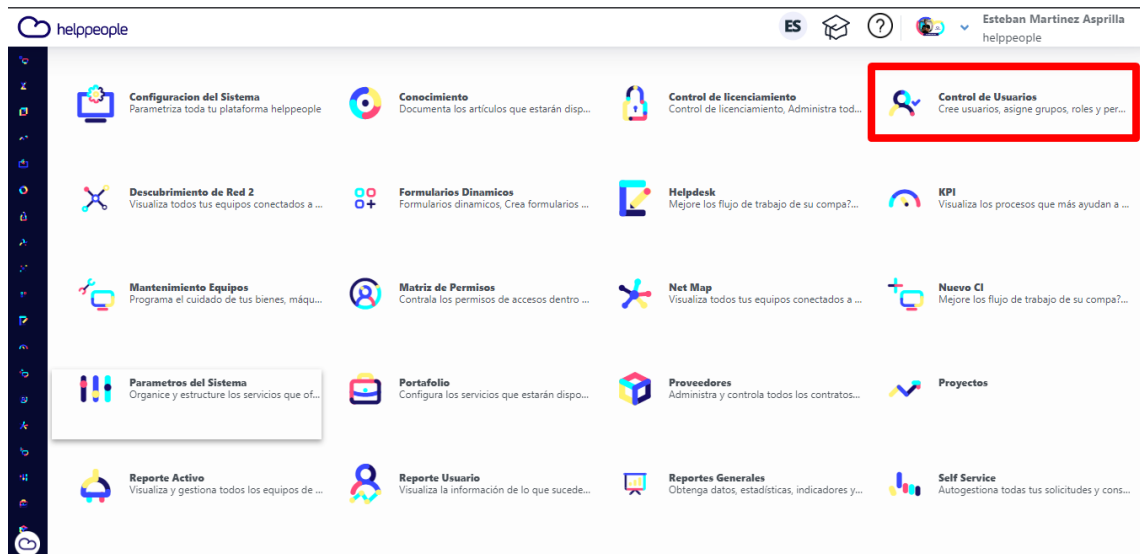 helppeople
ES
Esteban Martinez Asprilla
helppeople
Configuracion del Sistema
Parametriza toda tu plataforma helppeople
Conocimiento
Documenta los artículos que estarán disp...
Control de licenciamiento
Control de licenciamiento, Administra tod...
Control de Usuarios
Cree usuarios, asigne grupos, roles y per...
Descubrimiento de Red 2
Visualiza todos tus equipos conectados a ...
Formularios Dinamicos
Formularios dinamicos, Crea formularios ...
Helpdesk
Mejore los flujo de trabajo de su compa?...
KPI
Visualiza los procesos que más ayudan a ...
Mantenimiento Equipos
Programa el cuidado de tus bienes, máqu...
Matriz de Permisos
Contrala los permisos de accesos dentro ...
Net Map
Visualiza todos tus equipos conectados a ...
Nuevo CI
Mejore los flujo de trabajo de su compa?...
Parametros del Sistema
Organice y estructure los servicios que of...
Portafolio
Configura los servicios que estarán dispo...
Proveedores
Administra y controla todos los contratos...
Proyectos
Reporte Activo
Visualiza y gestiona todos los equipos de ...
Reporte Usuario
Visualiza la información de lo que sucede...
Reportes Generales
Obtenga datos, estadísticas, indicadores y...
Self Service
Autogestiona todas tus solicitudes y cons...